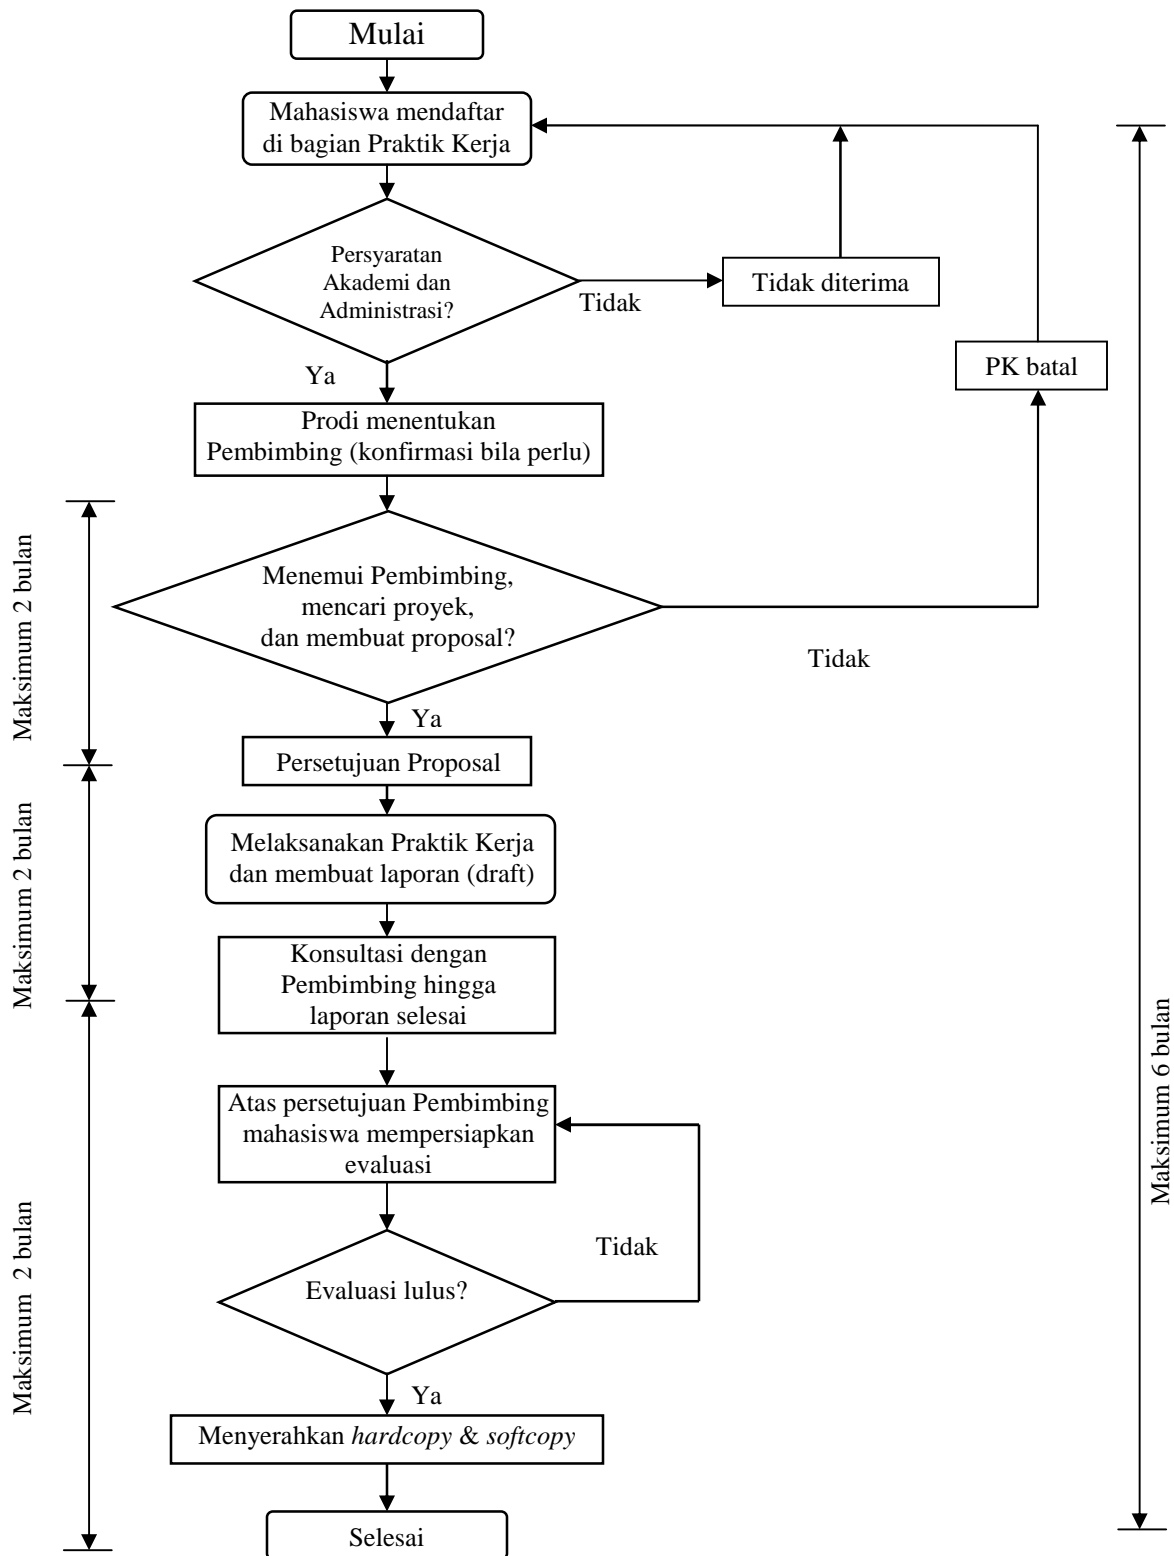 Mulai
Mahasiswa mendaftar
di bagian Praktik Kerja
Persyaratan
Akademi dan
Administrasi?
Tidak
Tidak diterima
PK batal
Ya
Prodi menentukan
Pembimbing (konfirmasi bila perlu)
Maksimum 2 bulan
Menemui Pembimbing,
mencari proyek,
dan membuat proposal?
Tidak
Ya
Persetujuan Proposal
Maksimum 2 bulan
Melaksanakan Praktik Kerja
dan membuat laporan (draft)
Konsultasi dengan
Pembimbing hingga
laporan selesai
Maksimum 6 bulan
Atas persetujuan Pembimbing
mahasiswa mempersiapkan
evaluasi
Maksimum 2 bulan
Tidak
Evaluasi lulus?
Ya
Menyerahkan hardcopy & softcopy
Selesai